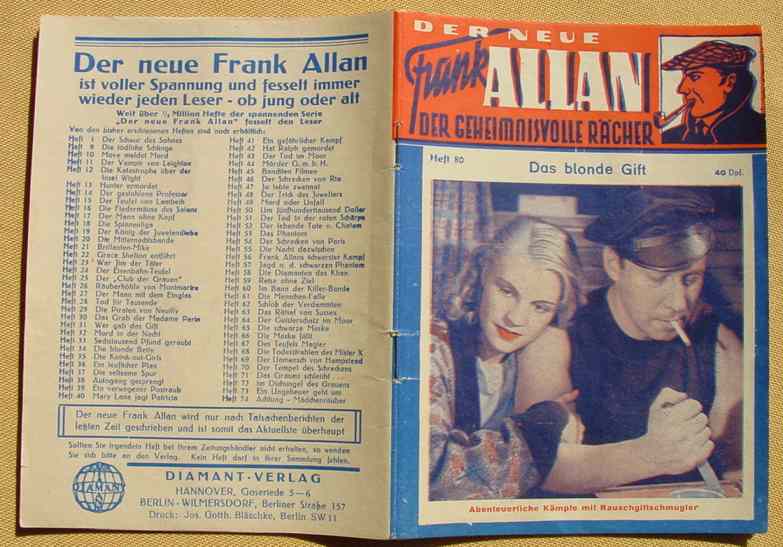 Der neue Frank Allan
ist voller Spannung und fesselt immer
wieder jeden Leser - ob jung oder alt
Weit über ½ Million Hefte der spannenden Serie
„Der neue Frank Allan" fesselt den Leser
Von den bisher erschienenen Heften sind noch erhältlich:
Heft 1 Der Schwur des Sohnes
Heft 9 Die tödliche Schlinge
Heft 10 Maxe meldet Mord
Heft 11 Der Vampir von Leighton
Heft 12 Die Katastrophe über der
Insel Wight
Heft 13 Hunter ermordet
Heft 14 Der gestohlene Professor
Heft 15 Der Teufel von Lambeth
Heft 16 Die Fledermäuse des Satans
Heft 17 Der Mann ohne Kopf
Heft 18 Die Spinnenliga
Heft 19 Der König der Juwelendiebe
Heft 20 Die Mitternachtsbande
Heft 21 Brillanten-Mike
Heft 22 Grace Shellon entführt
Heft 23 War Jim der Täter
Heft 24 Der Eisenbahn-Teufel
Heft 25 Der „Club der Grauen"
Heft 26 Räuberhöhle von Montmartre
Heft 27 Der Mann mit dem Einglas
Heft 28 Tod für Tausende
Heft 29 Die Piraten von Neuilly
Heft 30 Das Grab der Madame Perin
Heft 31 Wer gab das Gift
Heft 32 Mord in der Nacht
Heft 33 Sechstausend Pfund geraubt
Heft 34 Die blonde Betty
Heft 35 Die Knock-out-Girls
Heft 36 Ein teuflischer Plan
Heft 37 Die seltsame Spur
Heft 38 Autogang gesprengt
Heft 39 Ein verwegener Postraub
Heft 40 Mary Lane jagt Patricia
Heft 41 Ein gefährlicher Kampf
Heft 42 Hat Ralph gemordet
Heft 43 Der Tod im Moor
Heft 44 Mörder G. m. b. H.
Heft 45 Banditen Filmen
Heft 46 Der Schrecken von Rio
Heft 47 Ja lebte zweimal
Heft 48 Der Trick des Juweliers
Heft 49 Mord oder Unfall
Heft 50 Um fünfhunderttausend Dollar
Heft 51 Der Tod in der roten Schärpe
Heft 52 Der lebende Tote v. Chatam
Heft 53 Das Phantom
Heft 54 Der Schrecken von Paris
Heft 55 Die Nacht dazwischen
Heft 56 Frank Allans schwerster Kampf
Heft 57 Jagd n. d. schwarzen Phantom
Heft 58 Die Diamanten des Khan
Heft 59 Reise ohne Ziel
Heft 60 Im Bann der Killer-Bande
Heft 61 Die Menschen-Falle
Heft 62 Schloß der Verdammten
Heft 63 Das Rätsel von Sussex
Heft 64 Der Geisterschatz im Moor
Heft 65 Die schwarze Maske
Heft 66 Die Maske fällt
Heft 67 Des Teufels Magier
Heft 68 Die Todesstrahlen des Mister X
Heft 69 Der Unmensch von Hampstead
Heft 70 Der Tempel des Schreckens
Heft 71 Das Grauen schleicht
Heft 72 Im Dschungel des Grauens
Heft 73 Ein Ungeheuer geht um
Heft 74 Achtung - Mädchenräuber
Der neue Frank Allan wird nur nach Tatsachenberichten der
letzten Zeit geschrieben und ist somit das Aktuellste überhaupt
Sollten Sie irgendein Heft bei Ihrem Zeitungshändler nicht erhalten, so wenden
Sie sich bitte an den Verlag. Kein Heft darf in Ihrer Sammlung fehlen.
DIAMANT
DIAMANT-VERLAG
HANNOVER, Goseriede 5-6
BERLIN-WILMERSDORF, Berliner Straße 157
Druck: Jos. Gotth. Bläschke, Berlin SW 11
DER NEUE
Frank ALLAN
DER GEHEIMNISVOLLE RÄCHER
Heft 80
Das blonde Gift
40 Dpf.
Abenteuerliche Kämpfe mit Rauschgiftschmugler